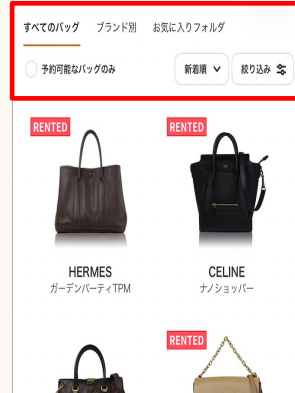 すべてのバッグ ブランド別 お気に入りフォルダ
予約可能なバッグのみ 新着順 絞り込み
RENTED RENTED
HERMES CELINE
ガーデンパーティTPM ナノショッパー
RENTED